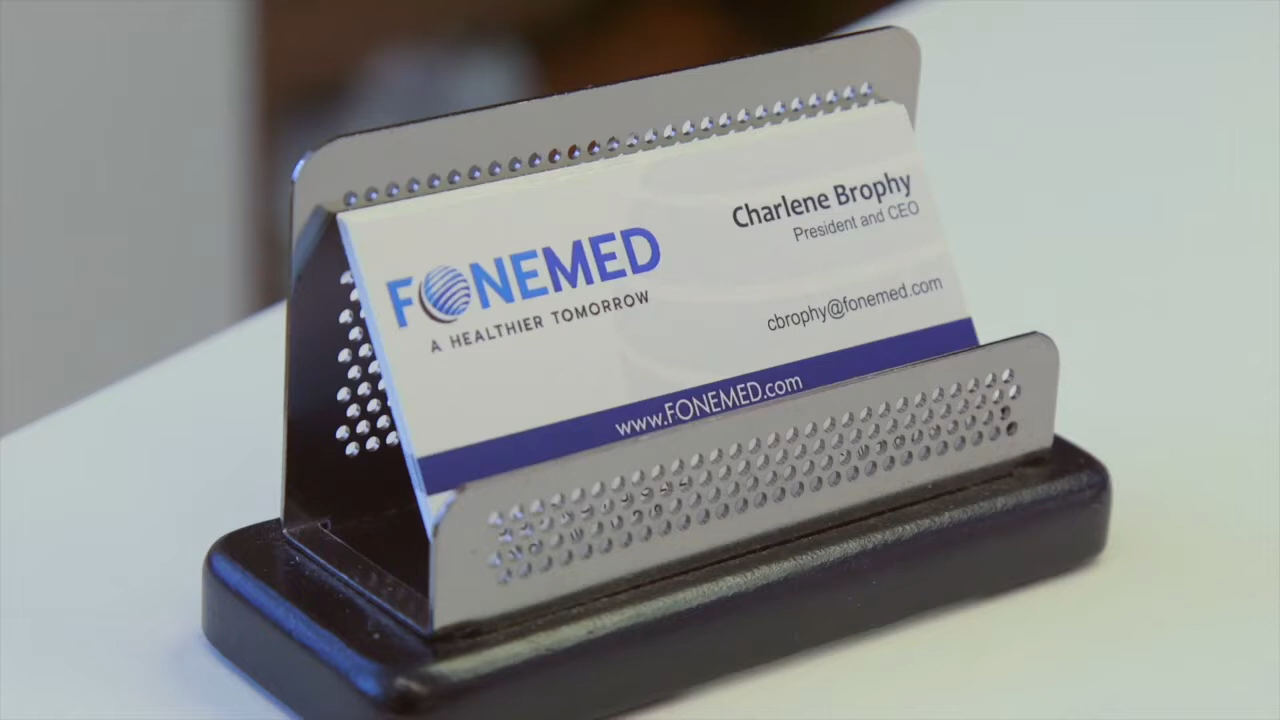 FONEMED
A HEALTHIER TOMORROW
Charlene Brophy
President and CEO
cbrophy@fonemed.com
www.FONEMED.com